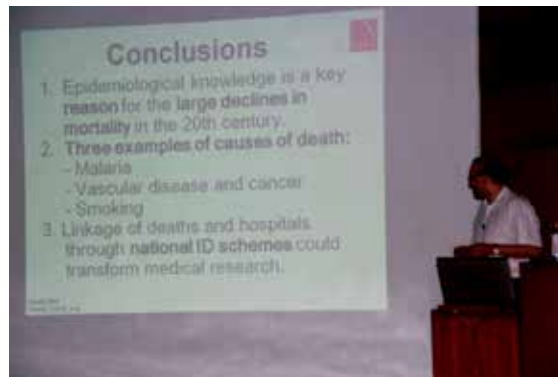 Conclusions
1. Epidemiological knowledge is a key
reason for the large declines in
mortality in the 20th century.
2. Three examples of causes of death:
- Malaria
- Vascular disease and cancer
- Smoking
3. Linkage of deaths and hospitals
through national ID schemes could
transform medical research.